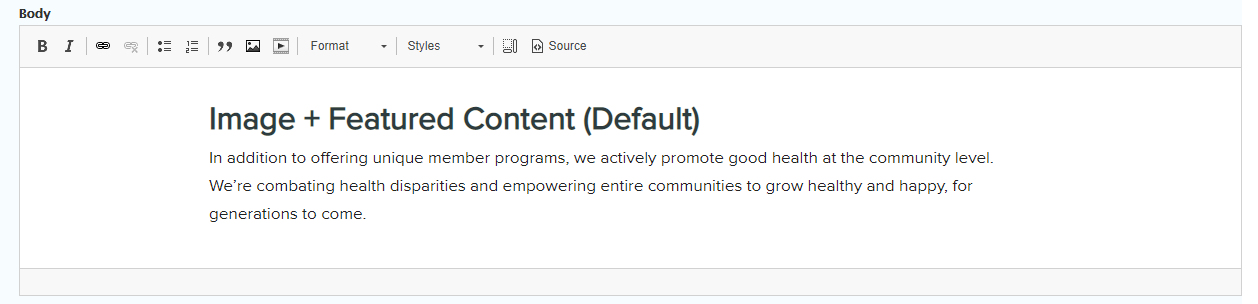 Body
B I Format Styles Source
Image + Featured Content (Default)
In addition to offering unique member programs, we actively promote good health at the community level.
We’re combating health disparities and empowering entire communities to grow healthy and happy, for
generations to come.